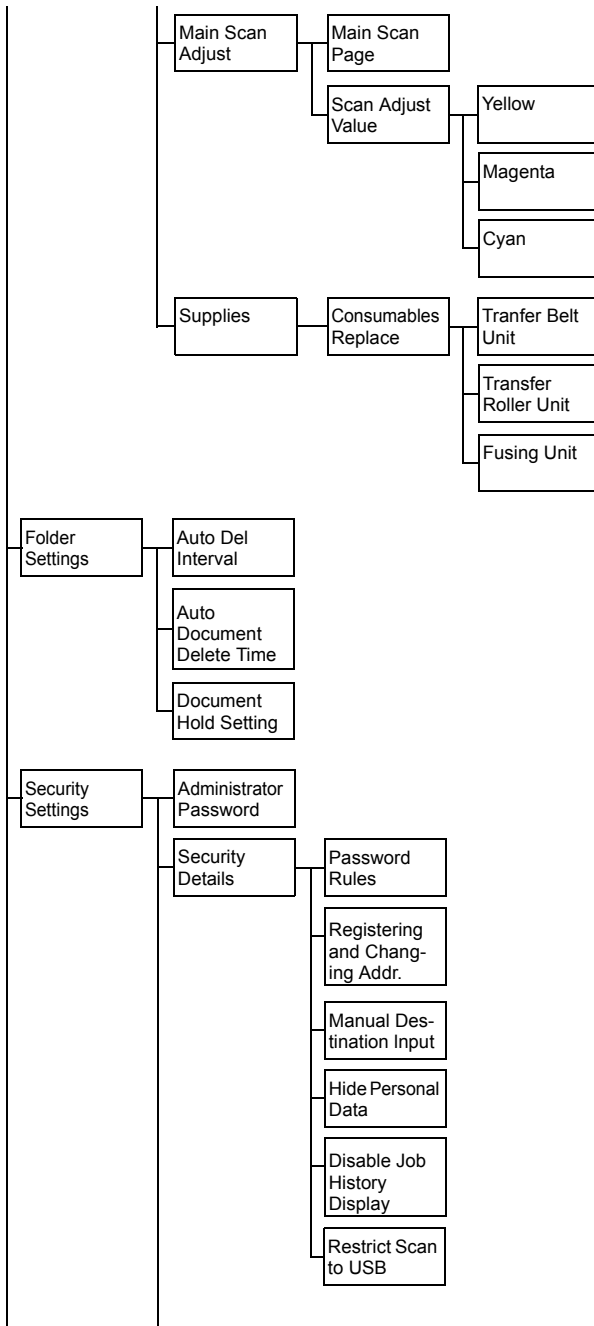 Main Scan
Adjust
Main Scan
Page
Scan Adjust
Value
Yellow
Magenta
Cyan
Supplies
Consumables
Replace
Tranfer Belt
Unit
Transfer
Roller Unit
Fusing Unit
Folder
Settings
Auto Del
Interval
Auto
Document
Delete Time
Document
Hold Setting
Security
Settings
Administrator
Password
Security
Details
Password
Rules
Registering
and Chang-
ing Addr.
Manual Des-
tination Input
Hide Personal
Data
Disable Job
History
Display
Restrict Scan
to USB